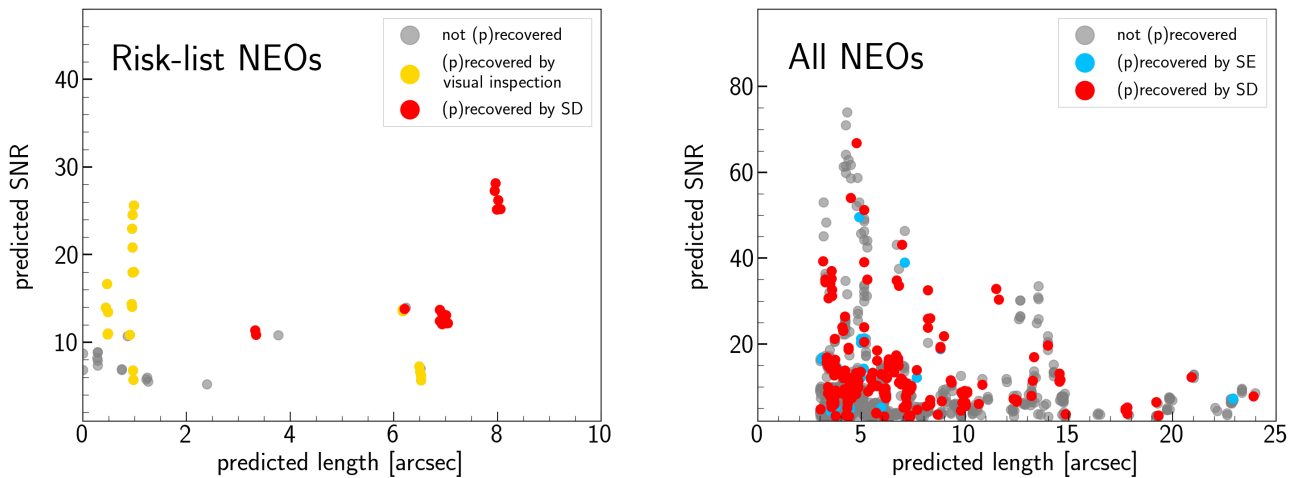 Risk-list NEOs
not (p)recovered
(p)recovered by
visual inspection
(p)recovered by SD
predicted SNR
40
30
20
10
0 2 4 6 8 10
predicted length [arcsec]
All NEOs
not (p)recovered
(p)recovered by SE
(p)recovered by SD
predicted SNR
80
60
40
20
0 5 10 15 20 25
predicted length [arcsec]